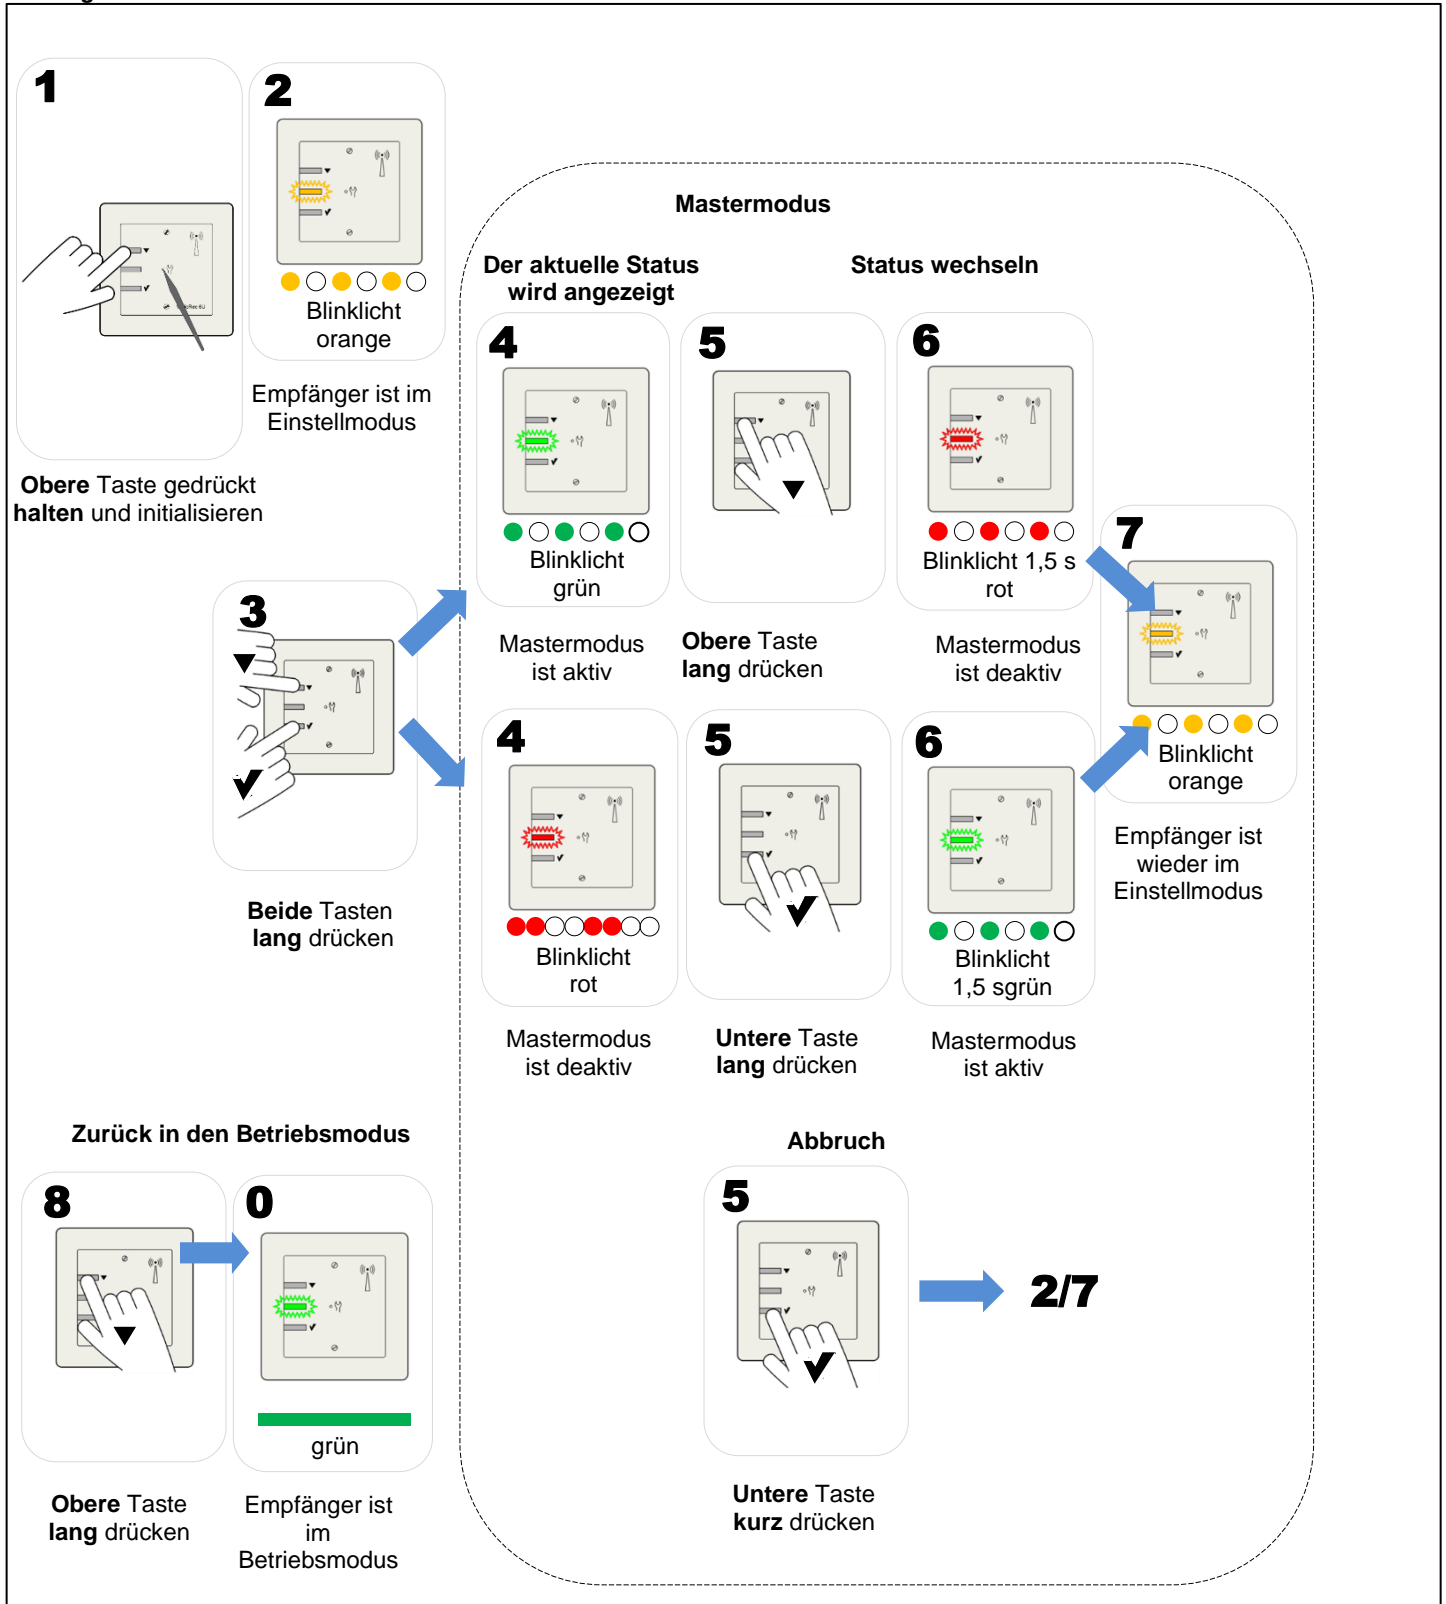 1
2
Blinklicht
orange
Empfänger ist im
Einstellmodus
Obere Taste gedrückt
halten und initialisieren
3
Beide Tasten
lang drücken
Mastermodus
Der aktuelle Status
wird angezeigt
Status wechseln
4
Blinklicht
grün
Mastermodus
ist aktiv
5
Obere Taste
lang drücken
6
Blinklicht 1,5 s
rot
Mastermodus
ist deaktiv
4
Blinklicht
rot
Mastermodus
ist deaktiv
5
Untere Taste
lang drücken
6
Blinklicht
1,5 sgrün
Mastermodus
ist aktiv
7
Blinklicht
orange
Empfänger ist
wieder im
Einstellmodus
Zurück in den Betriebsmodus
8
Obere Taste
lang drücken
0
grün
Empfänger ist
im
Betriebsmodus
Abbruch
5
2/7
Untere Taste
kurz drücken